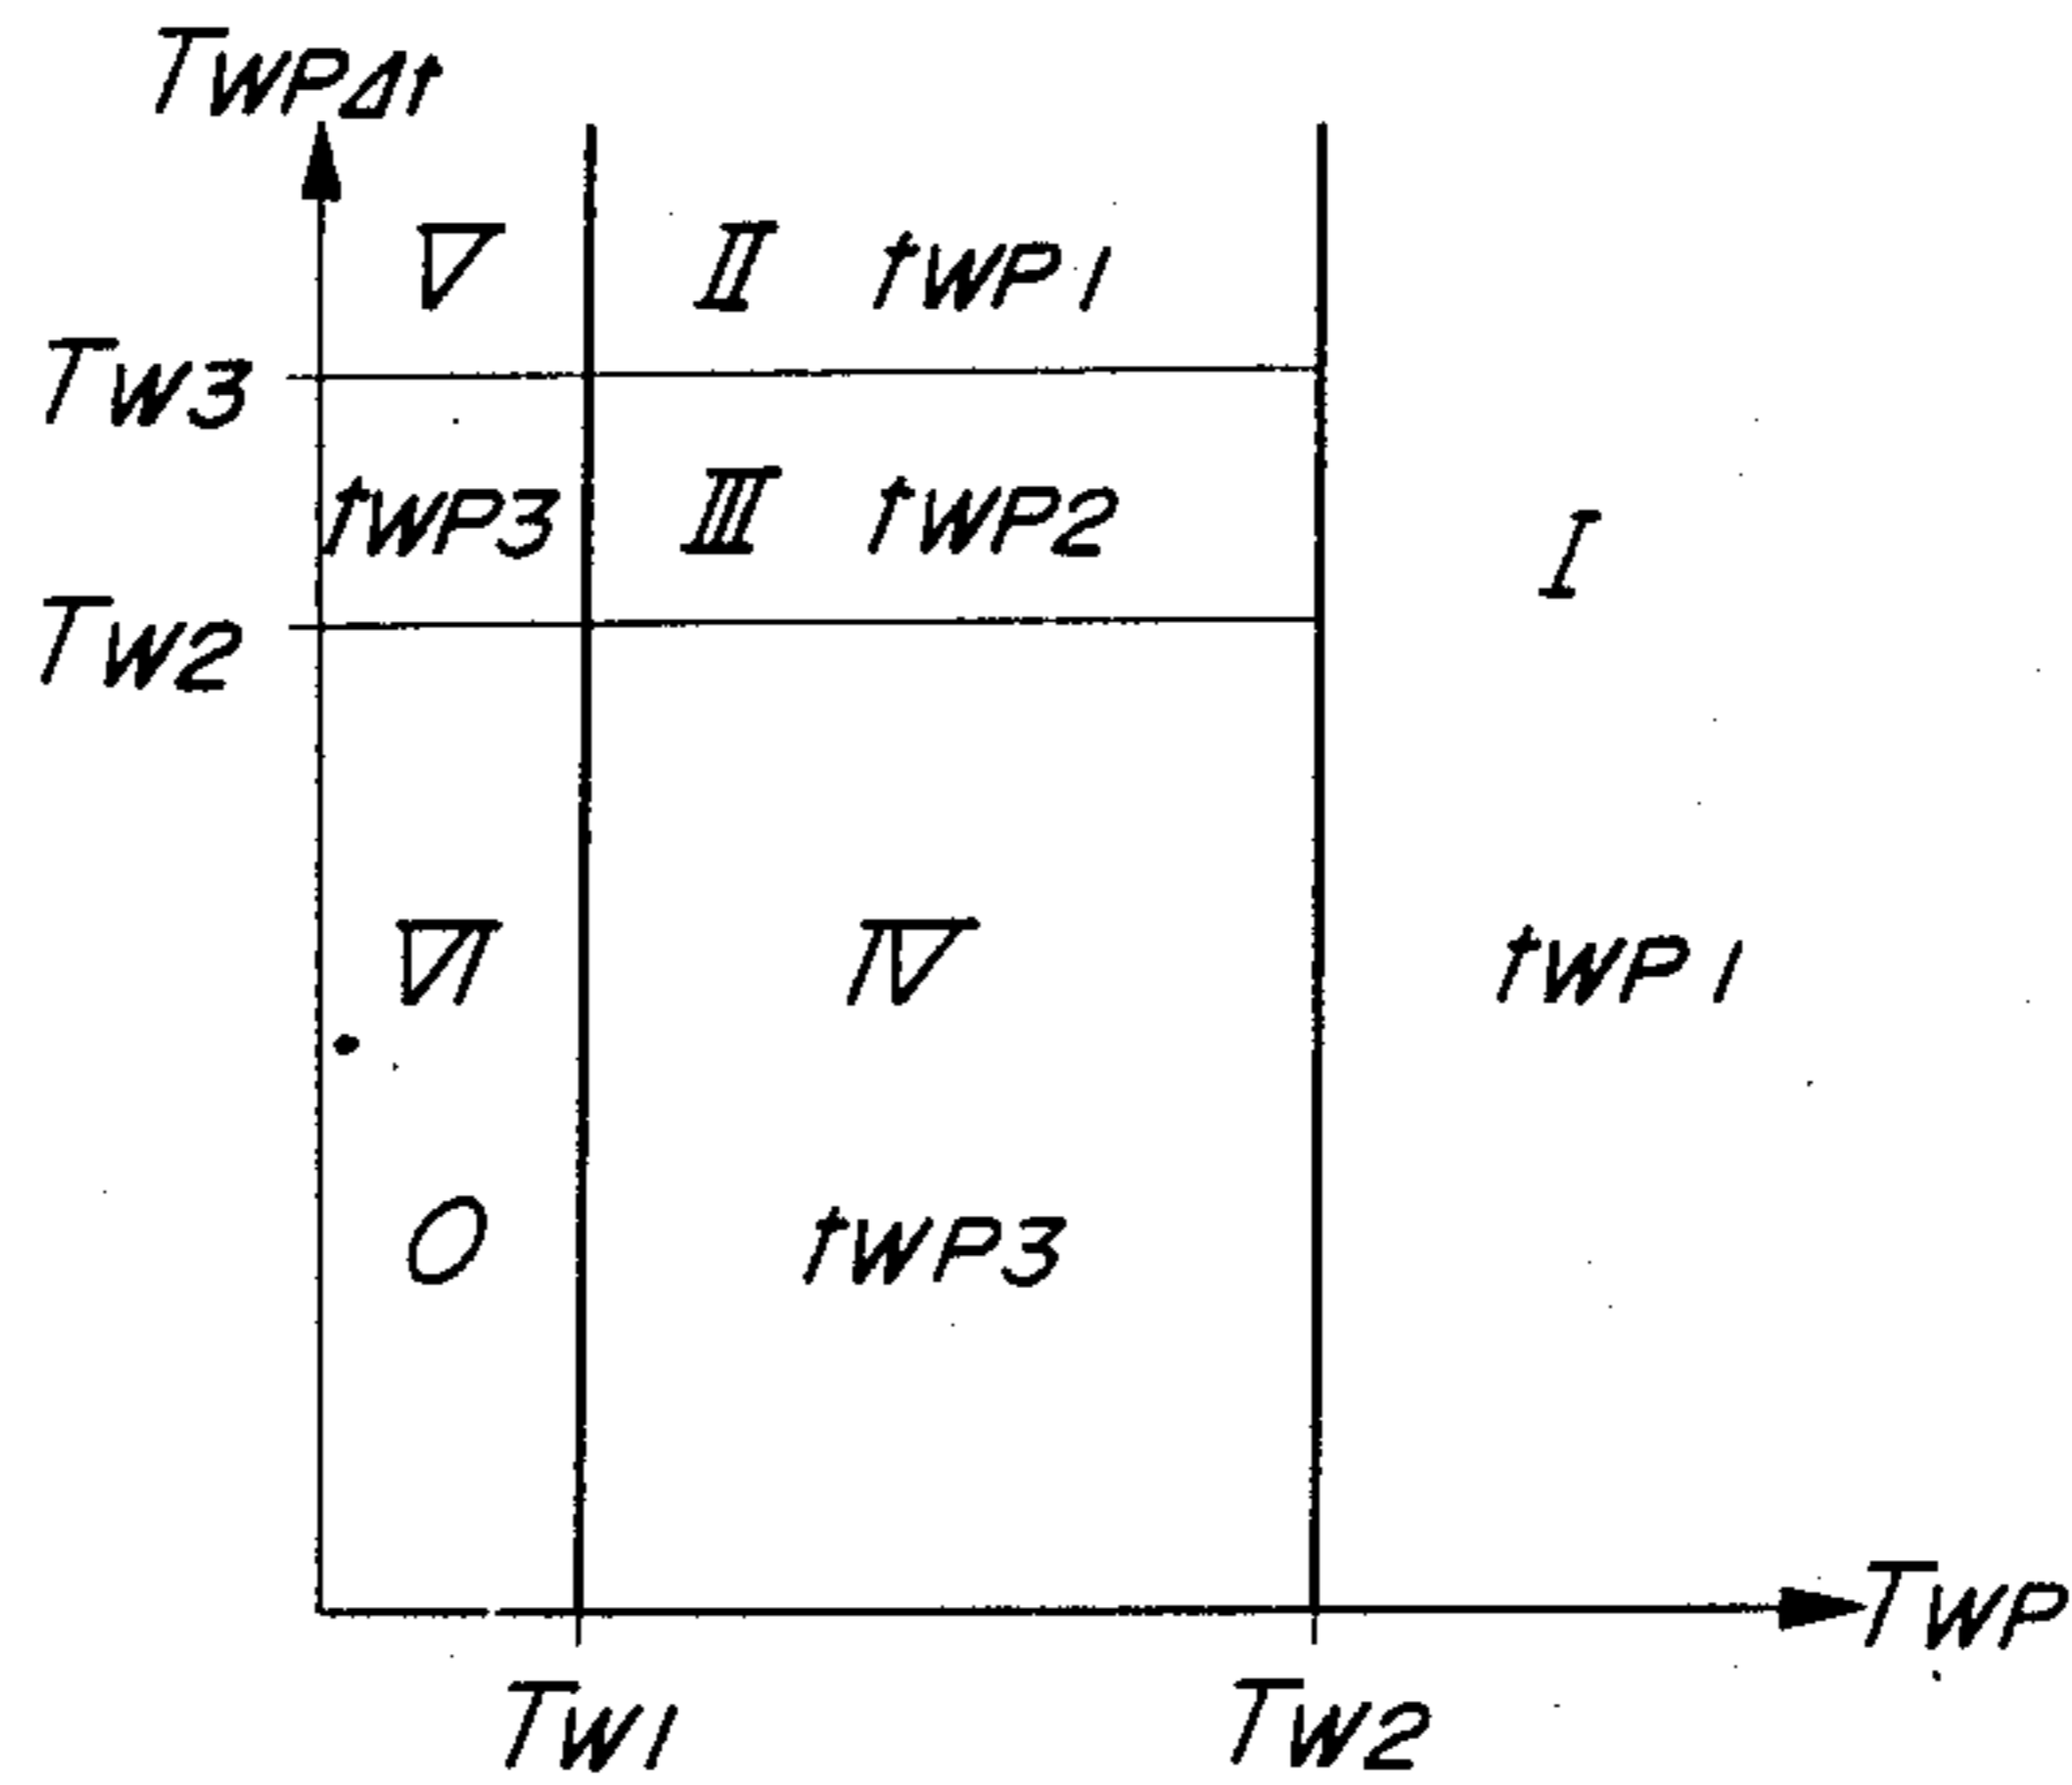 TWPΔt
V II tWP1
TW3
tWP3 III tWP2
I
TW2
VI IV tWP1
O tWP3
TWP
TW1 TW2